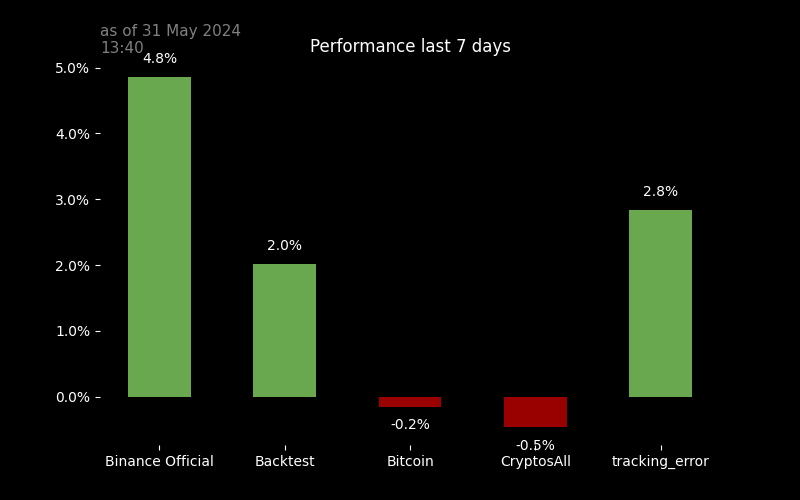 as of 31 May 2024
13:40
Performance last 7 days
5.0%
4.0%
3.0%
2.0%
1.0%
0.0%
4.8%
2.0%
-0.2%
-0.5%
2.8%
Binance Official
Backtest
Bitcoin
CryptosAll
tracking_error